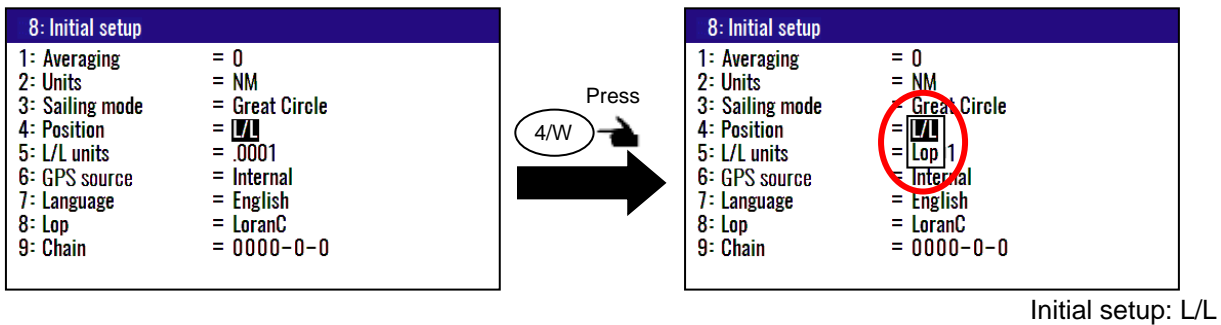 8: Initial setup
1: Averaging = 0
2: Units = NM
3: Sailing mode = Great Circle
4: Position = L/L
5: L/L units = .0001
6: GPS source = Internal
7: Language = English
8: Lop = LoranC
9: Chain = 0000-0-0
Press
4/W
8: Initial setup
1: Averaging = 0
2: Units = NM
3: Sailing mode = Great Circle
4: Position = L/L
5: L/L units = Lop 1
6: GPS source = Internal
7: Language = English
8: Lop = LoranC
9: Chain = 0000-0-0
Initial setup: L/L